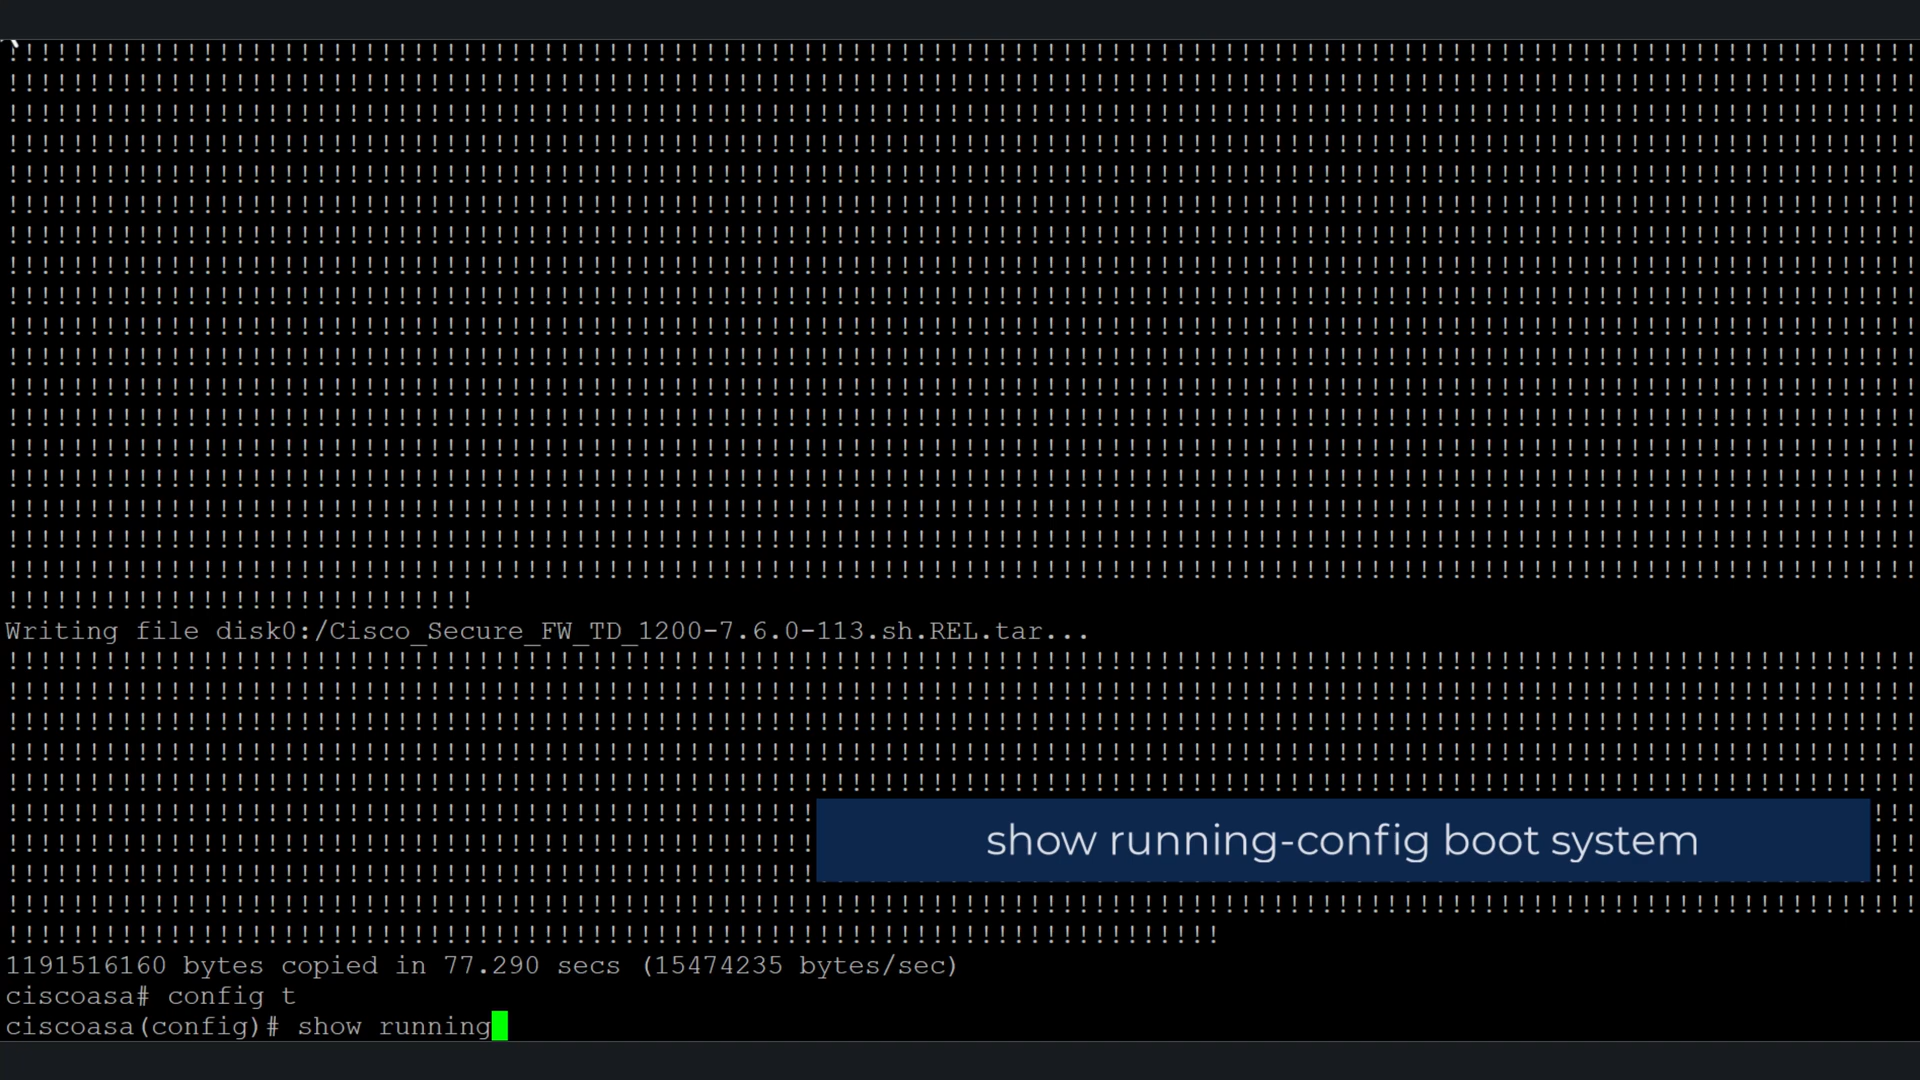 Writing file disk0:/Cisco_Secure_FW_TD_1200-7.6.0-113.sh.REL.tar...
show running-config boot system
1191516160 bytes copied in 77.290 secs (15474235 bytes/sec)
ciscoasa# config t
ciscoasa(config)# show running